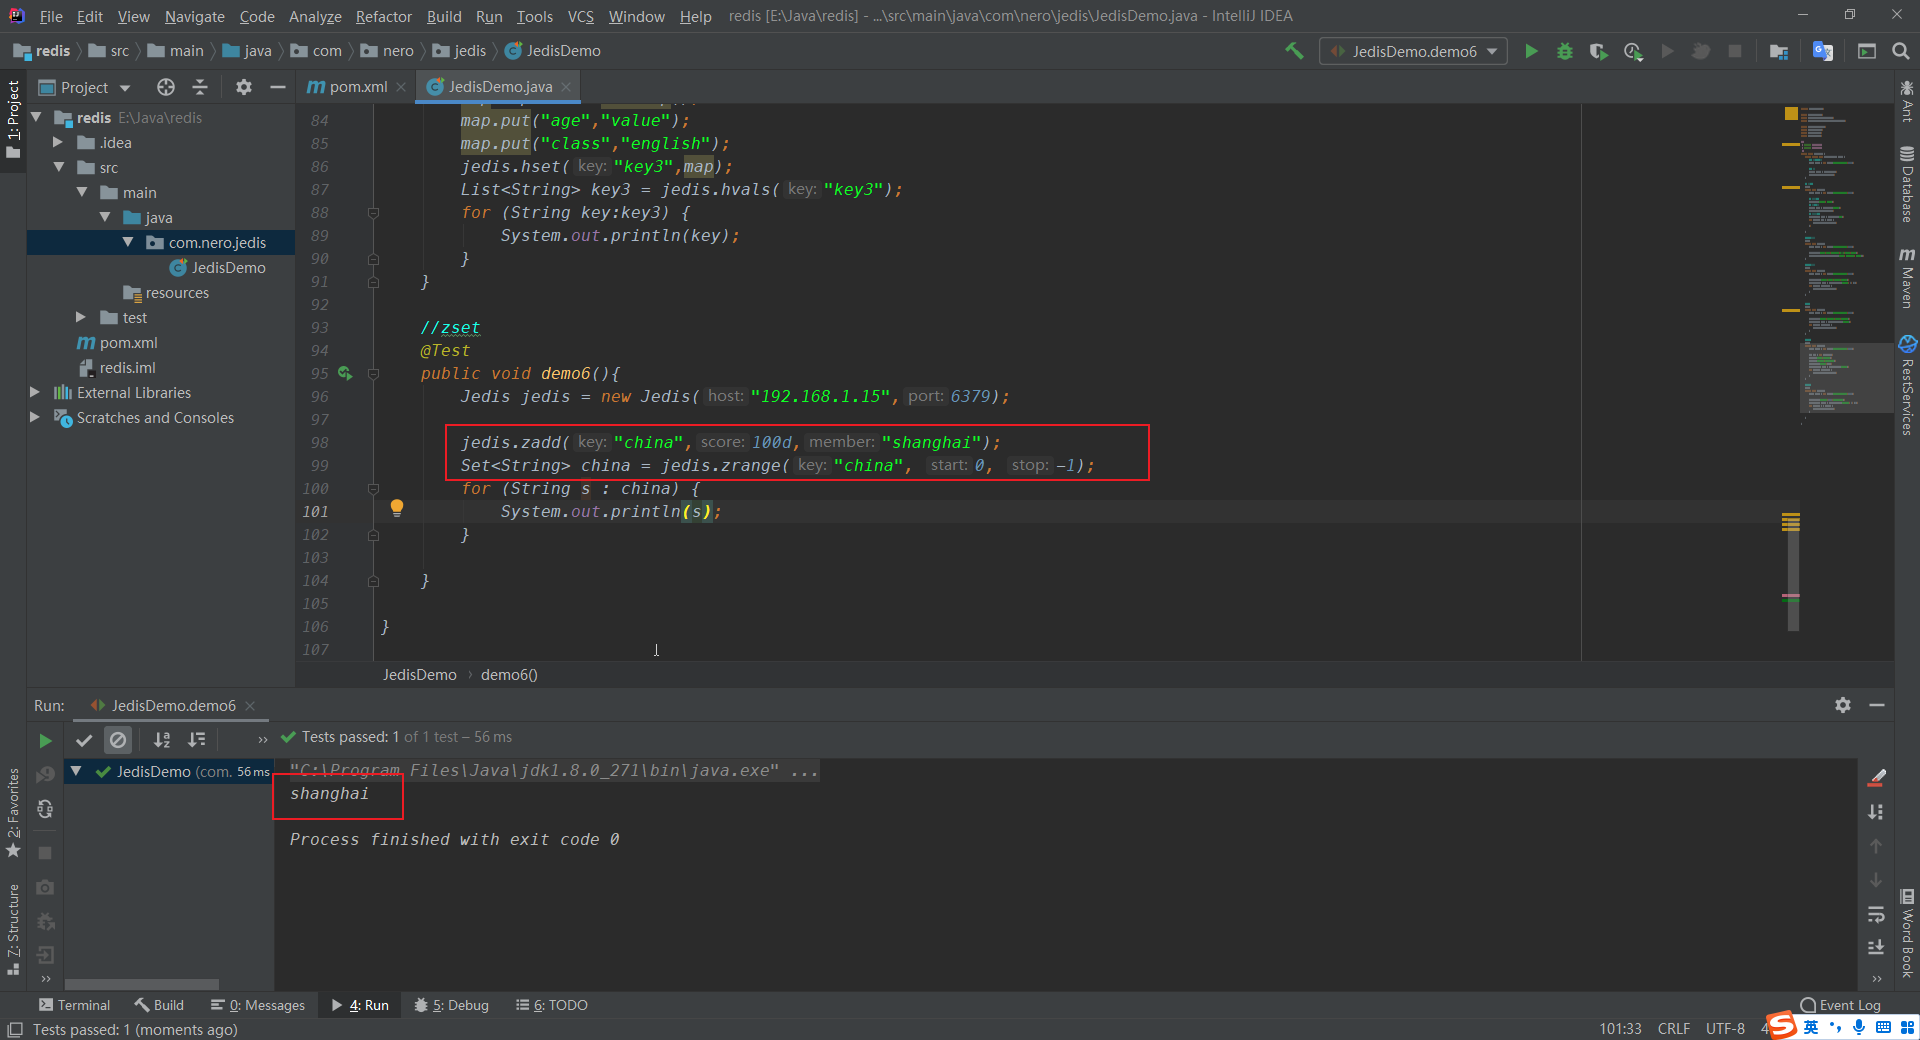 File Edit View Navigate Code Analyze Refactor Build Run Tools VCS Window Help redis [E:\Java\redis] - ...\src\main\java\com\nero\jedis\JedisDemo.java - IntelliJ IDEA
redis src main java com nero jedis JedisDemo
JedisDemo.demo6
Project
pom.xml
JedisDemo.java
1: Project
redis E:\Java\redis
.idea
src
main
java
com.nero.jedis
JedisDemo
resources
test
pom.xml
redis.iml
External Libraries
Scratches and Consoles
84 map.put("age","value");
85 map.put("class","english");
86 jedis.hset( key: "key3",map);
87 List<String> key3 = jedis.hvals( key: "key3");
88 for (String key:key3) {
89 System.out.println(key);
90 }
91 }
92
93 //zset
94 @Test
95 public void demo6(){
96 Jedis jedis = new Jedis( host: "192.168.1.15", port: 6379);
97
98 jedis.zadd( key: "china", score: 100d, member: "shanghai");
99 Set<String> china = jedis.zrange( key: "china", start: 0, stop: -1);
100 for (String s : china) {
101 System.out.println(s);
102 }
103
104 }
105
106 }
107
JedisDemo demo6()
Ant
Database
Maven
RestServices
Word Book
Run: JedisDemo.demo6
Tests passed: 1 of 1 test – 56 ms
JedisDemo (com. 56 ms
"C:\Program Files\Java\jdk1.8.0_271\bin\java.exe" ...
shanghai
Process finished with exit code 0
2: Favorites
7: Structure
Terminal Build 0: Messages 4: Run 5: Debug 6: TODO Event Log
Tests passed: 1 (moments ago) 101:33 CRLF UTF-8 4
英